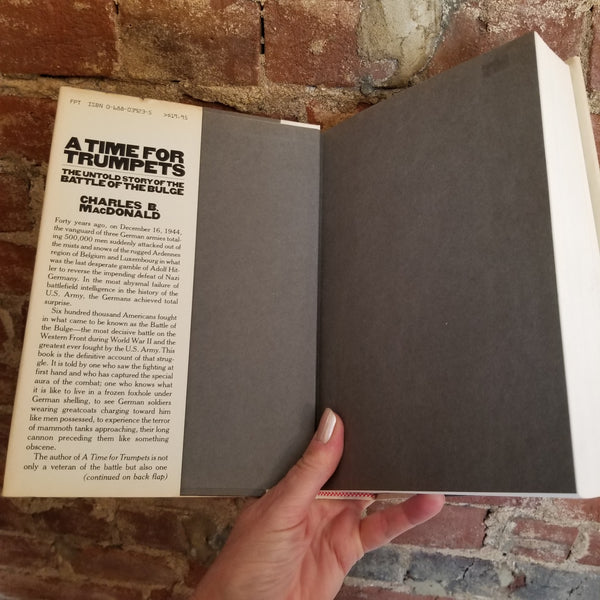 FPT ISBN 0-688-03923-5 >$19.95
A TIME FOR
TRUMPETS
THE UNTOLD STORY OF THE
BATTLE OF THE BULGE
CHARLES B.
MACDONALD
Forty years ago, on December 16, 1944,
the vanguard of three German armies total-
ing 500,000 men suddenly attacked out of
the mists and snows of the rugged Ardennes
region of Belgium and Luxembourg in what
was the last desperate gamble of Adolf Hit-
ler to reverse the impending defeat of Nazi
Germany. In the most abysmal failure of
battlefield intelligence in the history of the
U.S. Army, the Germans achieved total
surprise.
Six hundred thousand Americans fought
in what came to be known as the Battle of
the Bulge—the most decisive battle on the
Western Front during World War II and the
greatest ever fought by the U.S. Army. This
book is the definitive account of that strug-
gle. It is told by one who saw the fighting at
first hand and who has captured the special
aura of the combat; one who knows what
it is like to live in a frozen foxhole under
German shelling, to see German soldiers
wearing greatcoats charging toward him
like men possessed, to experience the terror
of mammoth tanks approaching, their long
cannon preceding them like something
obscene.
The author of A Time for Trumpets is not
only a veteran of the battle but also one
(continued on back flap)